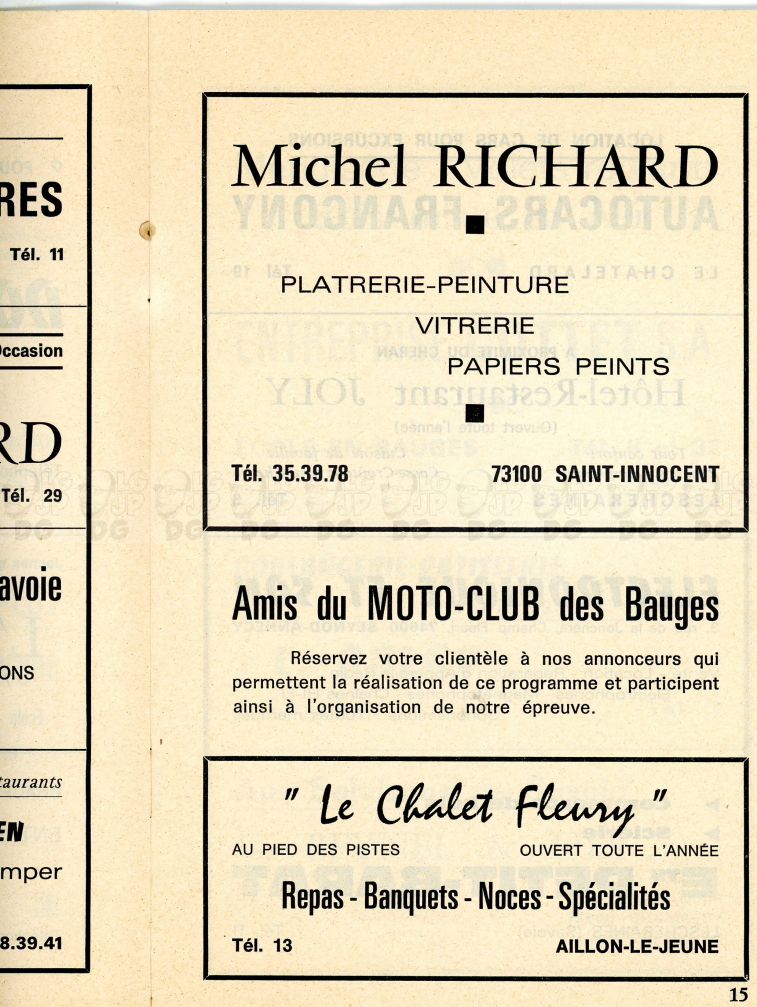 RES
Tél. 11
Occasion
RD
Tél. 29
avoie
ONS
taurants
EN
mper
8.39.41
Michel RICHARD
PLATRERIE-PEINTURE
VITRERIE
PAPIERS PEINTS
Tél. 35.39.78 73100 SAINT-INNOCENT
Amis du MOTO-CLUB des Bauges
Réservez votre clientèle à nos annonceurs qui
permettent la réalisation de ce programme et participent
ainsi à l'organisation de notre épreuve.
" Le Chalet Fleury "
AU PIED DES PISTES OUVERT TOUTE L'ANNÉE
Repas - Banquets - Noces - Spécialités
Tél. 13 AILLON-LE-JEUNE
15